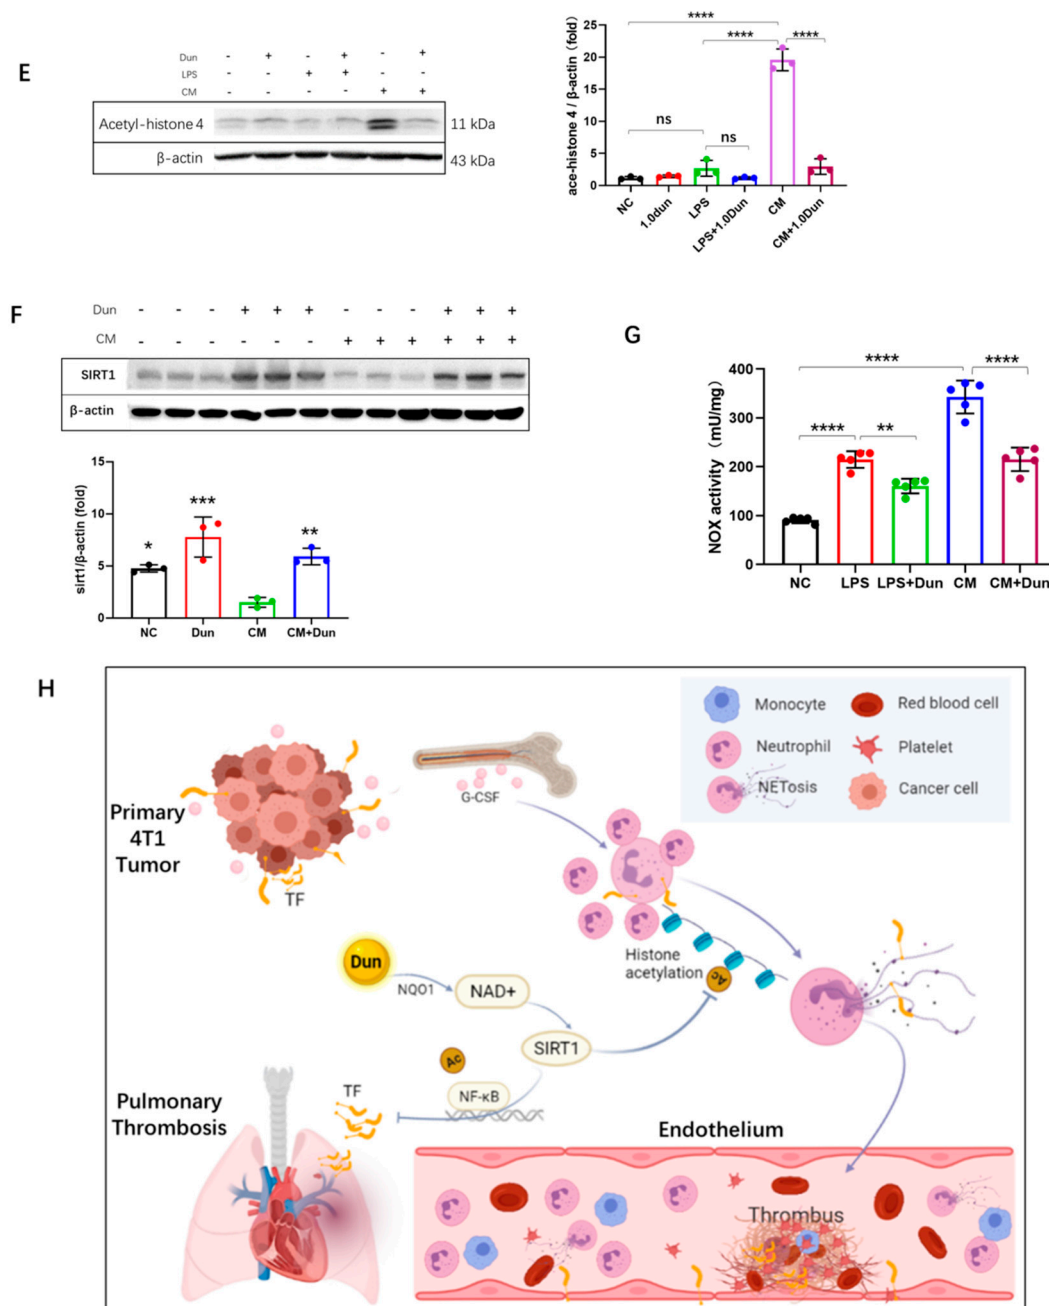 E
Dun - + - + - +
LPS - - + + 
CM - - + +
Acetyl-histone 4
11 kDa
β-actin
43 kDa
ace-histone 4 / β-actin (fold)
25
20
15
10
5
0
****
**** ****
ns
ns
NC 1.0dun LPS LPS+1.0Dun CM CM+1.0Dun
F
Dun - - - + + + - - - + + +
CM - - - - - - + + + + + +
SIRT1
β-actin
sirt1/β-actin (fold)
15
10
5
0
* *** **
NC Dun CM CM+Dun
G
NOX activity (mU/mg)
400
300
200
100
0
**** ****
**** **
NC LPS LPS+Dun CM CM+Dun
H
Monocyte Red blood cell
Neutrophil Platelet
NETosis Cancer cell
Primary
4T1
Tumor
TF
G-CSF
Histone
acetylation
Ac
Dun
NQO1
NAD+
SIRT1
Ac
NF-κB
TF
Pulmonary
Thrombosis
Endothelium
Thrombus